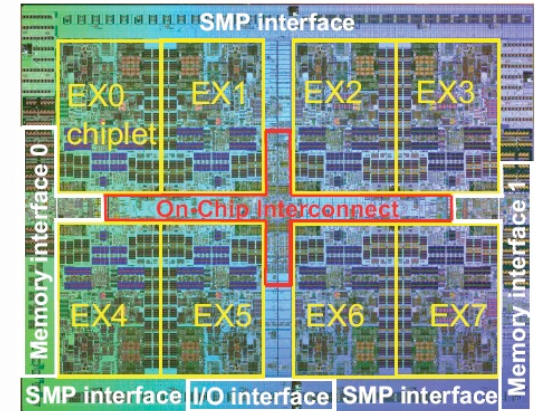 SMP interface
EX0
chiplet
EX1
EX2
EX3
Memory interface 0
On-Chip Interconnect
Memory interface 1
EX4
EX5
EX6
EX7
SMP interface
I/O interface
SMP interface